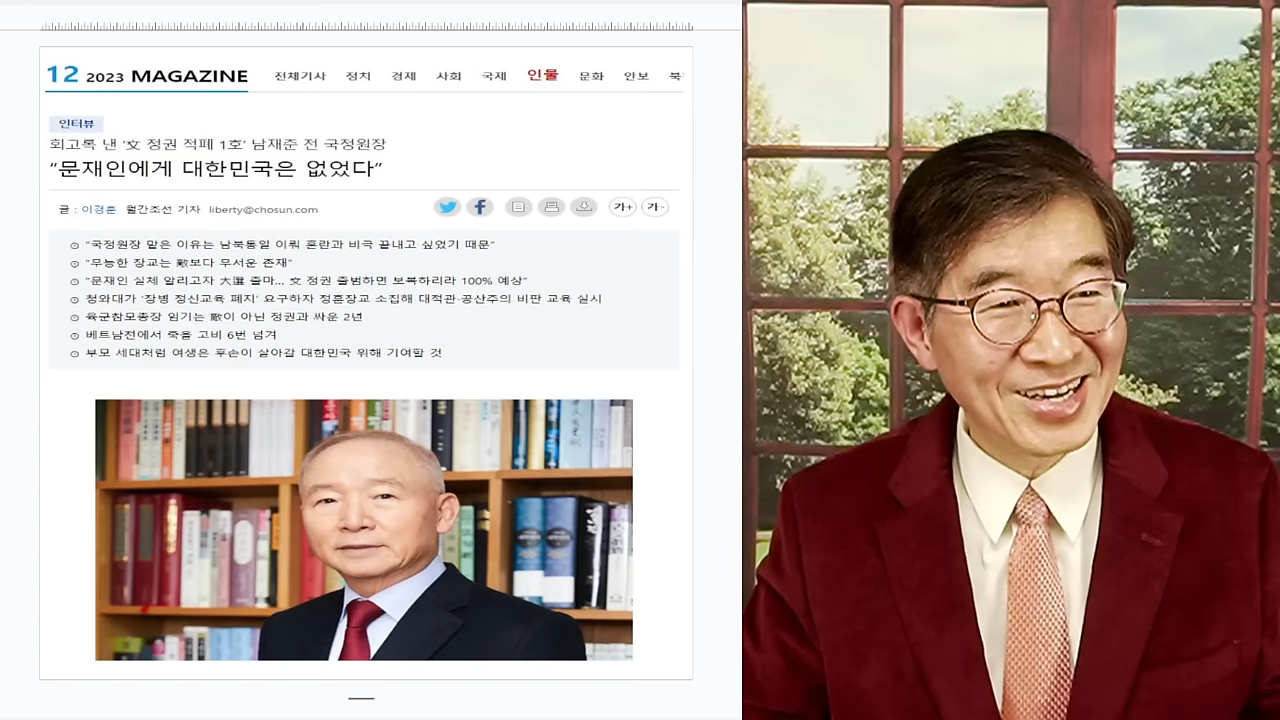 12 2023 MAGAZINE 전체기사 정치 경제 사회 국제 인물 문화 안보 북
인터뷰
회고록 낸 '文 정권 적폐 1호' 남재준 전 국정원장
“문재인에게 대한민국은 없었다”
글 : 이경훈 월간조선 기자 liberty@chosun.com 가+ 가-
⊙ “국정원장 맡은 이유는 남북통일 이뤄 혼란과 비극 끝내고 싶었기 때문”
⊙ “무능한 장교는 敵보다 무서운 존재”
⊙ “문재인 실체 알리고자 大選 출마... 文 정권 출범하면 보복하리라 100% 예상”
⊙ 청와대가 '장병 정신교육 폐지' 요구하자 정훈장교 소집해 대적관·공산주의 비판 교육 실시
⊙ 육군참모총장 임기는 敵이 아닌 정권과 싸운 2년
⊙ 베트남전에서 죽을 고비 6번 넘겨
⊙ 부모 세대처럼 여생은 후손이 살아갈 대한민국 위해 기여할 것